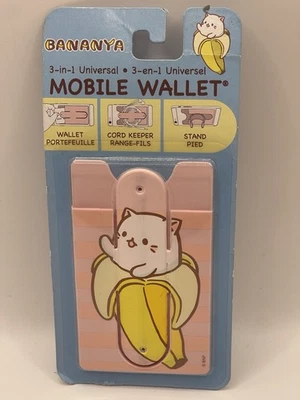 BANANYA
3-in-1 Universal • 3-en-1 Universel
MOBILE WALLET®
WALLET
PORTEFEUILLE
CORD KEEPER
RANGE-FILS
STAND
PIED